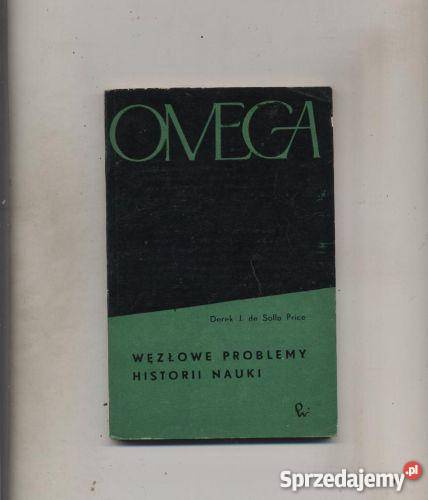 OMEGA
Derek J. de Solla Price
WĘZŁOWE PROBLEMY
HISTORII NAUKI
Sprzedajemy.pl